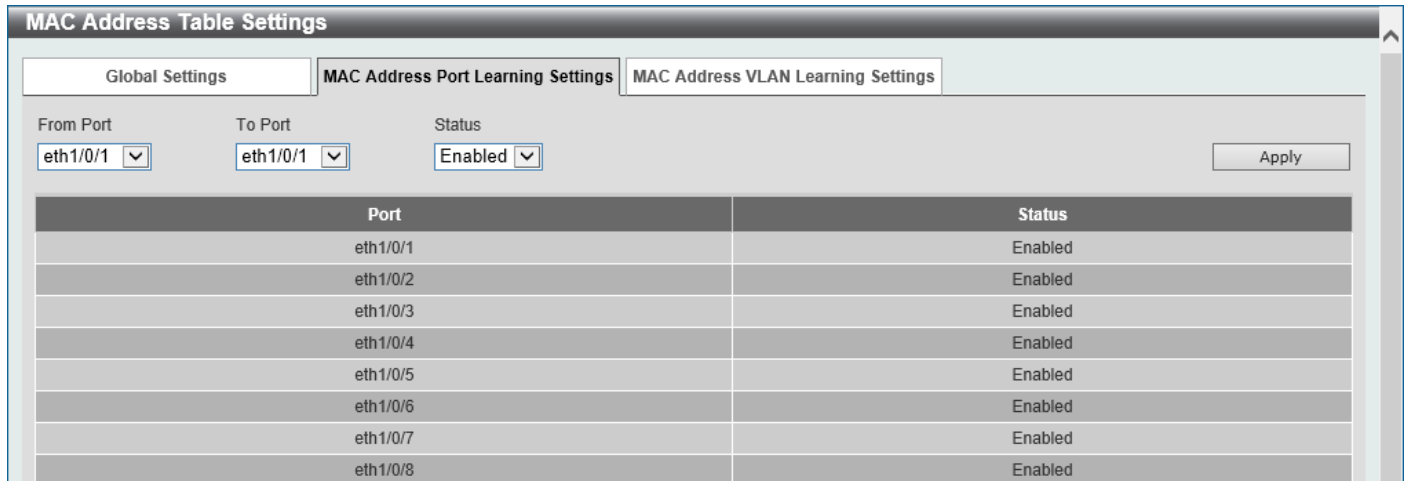 MAC Address Table Settings
Global Settings MAC Address Port Learning Settings MAC Address VLAN Learning Settings
From Port To Port Status
eth1/0/1 eth1/0/1 Enabled Apply
Port Status
eth1/0/1 Enabled
eth1/0/2 Enabled
eth1/0/3 Enabled
eth1/0/4 Enabled
eth1/0/5 Enabled
eth1/0/6 Enabled
eth1/0/7 Enabled
eth1/0/8 Enabled